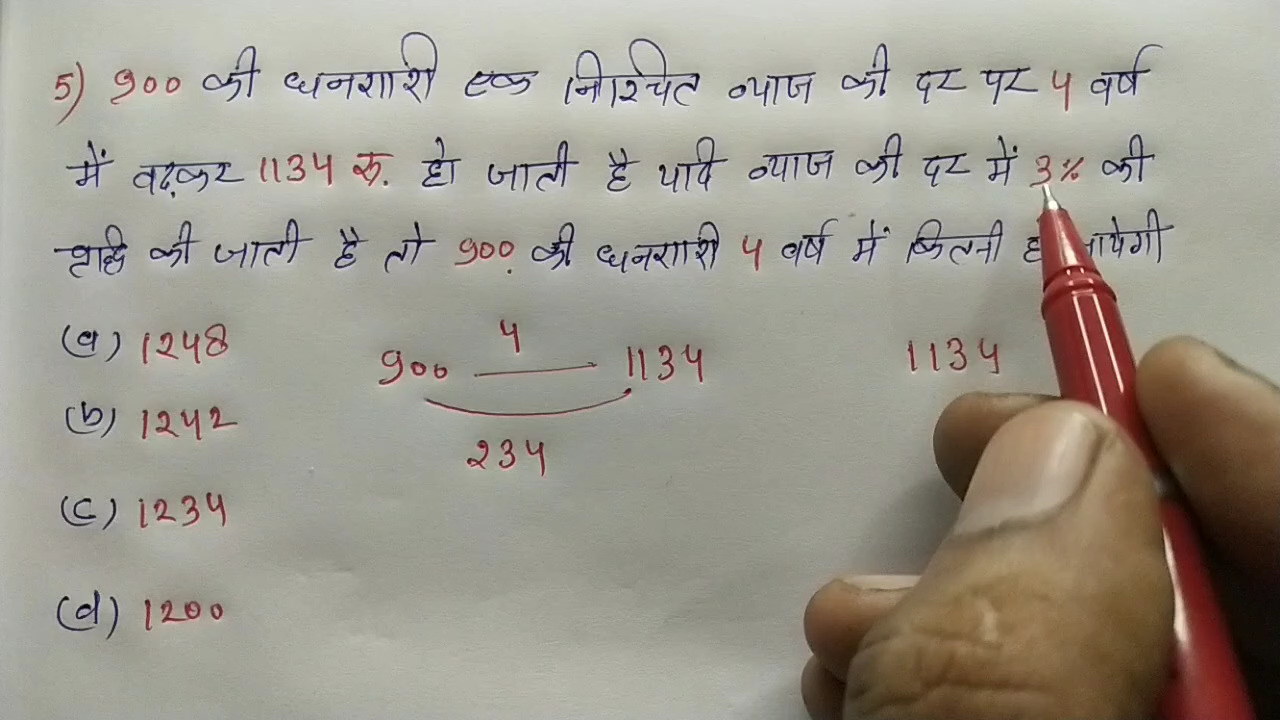 5) 900 की धनराशी एक निश्चित ब्याज की दर पर 4 वर्ष
में बढ़कर 1134 रु. हो जाती है यदि ब्याज की दर में 3% की
वृद्धि की जाती है तो 900 की धनराशी 4 वर्ष में कितनी जायेगी
(a) 1248
900 4 1134
1134
(b) 1242
234
(c) 1234
(d) 1200